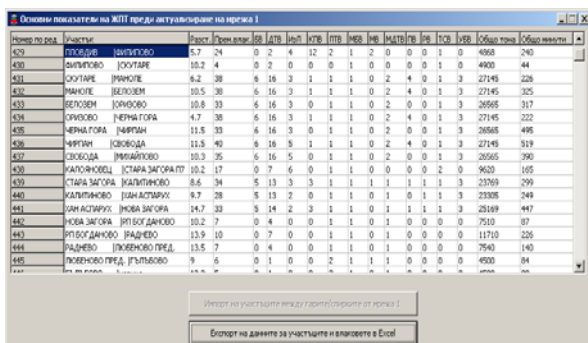 Основни показатели на ЖПТ преди актуализиране на мрежа 1
Номер по ред Участък Разст. Прем.влак. БВ ДТВ ИзЛ КПВ ПТВ МБВ МВ МДТВ ПВ РВ ТСВ УБВ Общо тона Общо минути
429 ПЛОВДИВ |ФИЛИПОВО 5.7 24 0 2 4 12 2 1 2 0 0 0 1 0 4868 240
430 ФИЛИПОВО |СКУТАРЕ 10.2 4 0 2 0 0 0 0 0 1 0 0 1 0 4900 44
431 СКУТАРЕ |МАНОЛЕ 6.2 38 6 16 3 1 1 1 0 2 4 0 1 3 27145 226
432 МАНОЛЕ |БЕЛОЗЕМ 10.5 38 6 16 3 1 1 1 0 2 4 0 1 3 27145 325
433 БЕЛОЗЕМ |ОРИЗОВО 10.8 33 6 16 3 0 1 1 0 2 0 0 1 3 26565 317
434 ОРИЗОВО |ЧЕРНА ГОРА 4.7 38 6 16 3 1 1 1 0 2 4 0 1 3 27145 222
435 ЧЕРНА ГОРА |ЧИРПАН 11.5 33 6 16 3 0 1 1 0 2 0 0 1 3 26565 495
436 ЧИРПАН |СВОБОДА 11.5 40 6 16 5 1 1 1 0 2 4 0 1 3 27145 519
437 СВОБОДА |МИХАЙЛОВО 10.3 35 6 16 5 0 1 1 0 2 0 0 1 3 26565 390
438 КАЛОЯНОВЕЦ |СТАРА ЗАГОРА П7 10.2 17 0 7 6 0 1 1 0 0 0 0 2 0 9620 165
439 СТАРА ЗАГОРА |КАЛИТИНОВО 8.6 34 5 13 3 3 1 1 1 1 1 1 1 3 23769 299
440 КАЛИТИНОВО |ХАН АСПАРУХ 9.7 28 5 13 2 0 1 1 0 1 0 1 1 3 23305 249
441 ХАН АСПАРУХ |НОВА ЗАГОРА 14.7 33 5 14 2 3 1 1 1 1 1 1 1 3 25169 447
442 НОВА ЗАГОРА |РП БОГДАНОВО 10.2 7 0 4 0 0 1 1 0 1 0 0 0 0 7510 87
443 РП БОГДАНОВО |РАДНЕВО 13.9 10 0 7 0 0 1 1 0 1 0 0 0 0 11710 226
444 РАДНЕВО |ЛЮБЕНОВО ПРЕД. 13.5 7 0 4 0 0 1 1 0 1 0 0 0 0 7540 140
445 ЛЮБЕНОВО ПРЕД. |ГЪЛЪБОВО 9 6 0 1 0 2 1 1 1 0 0 0 0 0 4500 84
Импорт на участъците между гарите/спирките от мрежа 1
Експорт на данните за участъците и влаковете в Excel